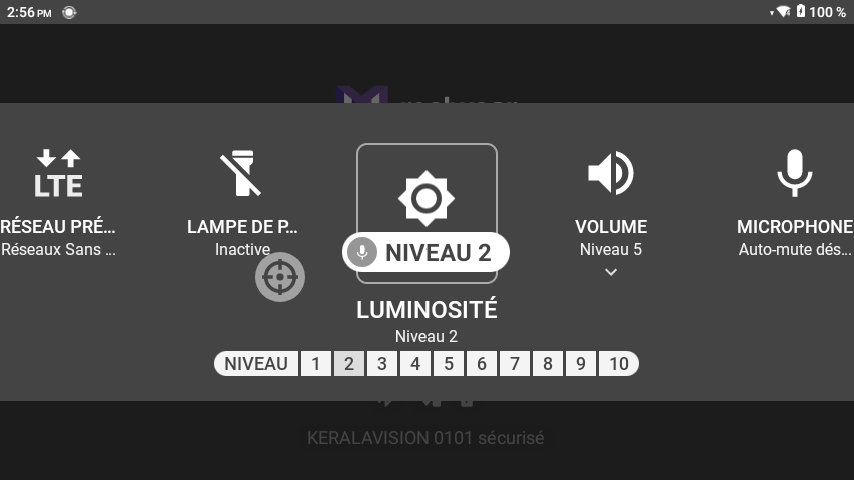 2:56 PM
100 %
LTE
RÉSEAU PRÉ...
Réseaux Sans ...
LAMPE DE P...
Inactive
NIVEAU 2
LUMINOSITÉ
Niveau 2
VOLUME
Niveau 5
MICROPHONE
Auto-mute dés...
NIVEAU 1 2 3 4 5 6 7 8 9 10
KERALAVISION 0101 sécurisé